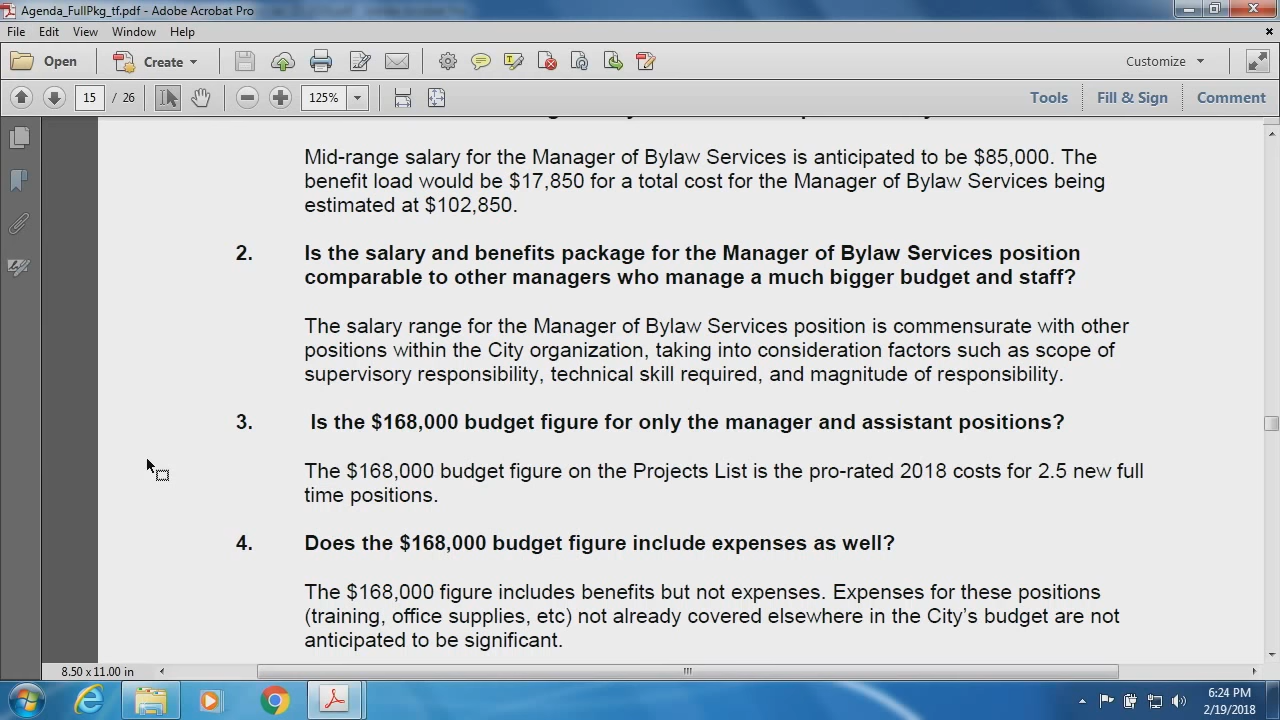 Agenda_FullPkg_tf.pdf - Adobe Acrobat Pro
File Edit View Window Help
Open Create Customize
15 / 26 125% Tools Fill & Sign Comment
Mid-range salary for the Manager of Bylaw Services is anticipated to be $85,000. The
benefit load would be $17,850 for a total cost for the Manager of Bylaw Services being
estimated at $102,850.
2. Is the salary and benefits package for the Manager of Bylaw Services position
comparable to other managers who manage a much bigger budget and staff?
The salary range for the Manager of Bylaw Services position is commensurate with other
positions within the City organization, taking into consideration factors such as scope of
supervisory responsibility, technical skill required, and magnitude of responsibility.
3. Is the $168,000 budget figure for only the manager and assistant positions?
The $168,000 budget figure on the Projects List is the pro-rated 2018 costs for 2.5 new full
time positions.
4. Does the $168,000 budget figure include expenses as well?
The $168,000 figure includes benefits but not expenses. Expenses for these positions
(training, office supplies, etc) not already covered elsewhere in the City's budget are not
anticipated to be significant.
8.50 x 11.00 in
6:24 PM
2/19/2018